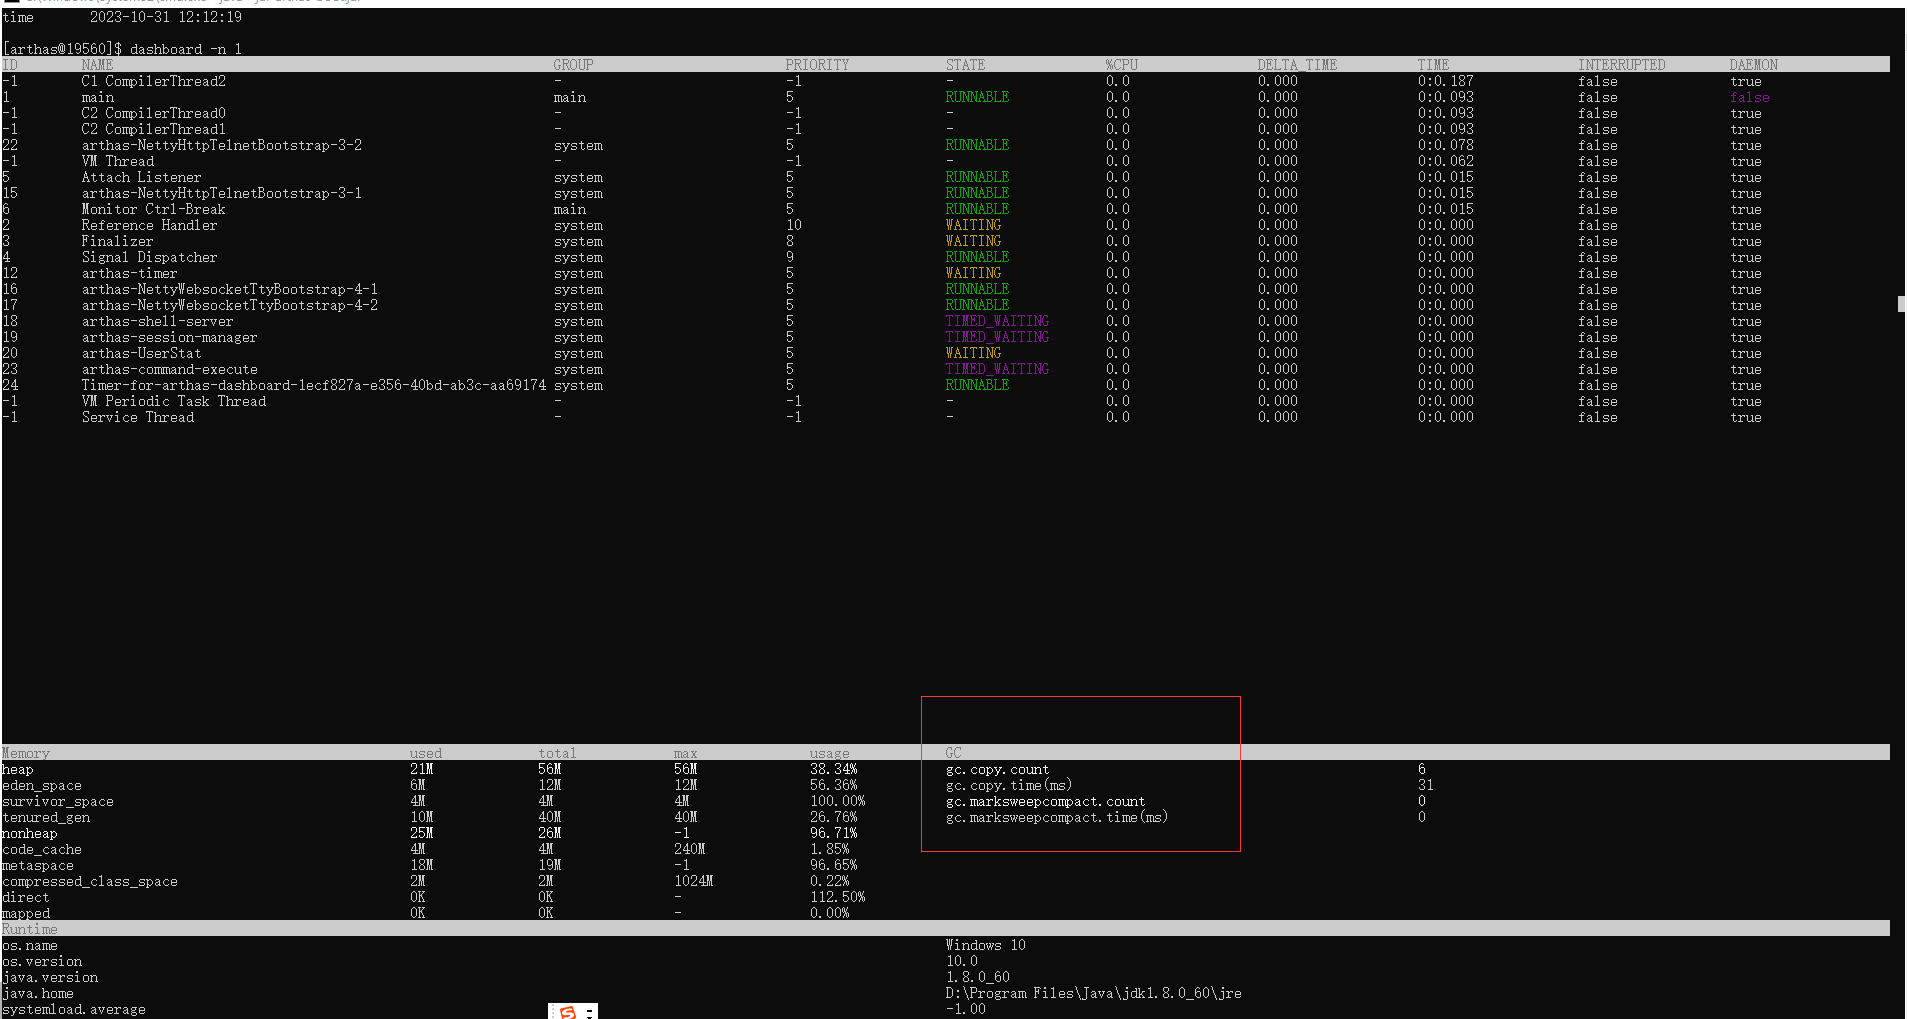 time 2023-10-31 12:12:19
[arthas@19560]$ dashboard -n 1
ID NAME GROUP PRIORITY STATE %CPU DELTA_TIME TIME INTERRUPTED DAEMON
-1 C1 CompilerThread2 - -1 - 0.0 0.000 0:0.187 false true
1 main main 5 RUNNABLE 0.0 0.000 0:0.093 false false
-1 C2 CompilerThread0 - -1 - 0.0 0.000 0:0.093 false true
-1 C2 CompilerThread1 - -1 - 0.0 0.000 0:0.093 false true
22 arthas-NettyHttpTelnetBootstrap-3-2 system 5 RUNNABLE 0.0 0.000 0:0.078 false true
-1 VM Thread - -1 - 0.0 0.000 0:0.062 false true
5 Attach Listener system 5 RUNNABLE 0.0 0.000 0:0.015 false true
15 arthas-NettyHttpTelnetBootstrap-3-1 system 5 RUNNABLE 0.0 0.000 0:0.015 false true
6 Monitor Ctrl-Break main 5 RUNNABLE 0.0 0.000 0:0.015 false true
2 Reference Handler system 10 WAITING 0.0 0.000 0:0.000 false true
3 Finalizer system 8 WAITING 0.0 0.000 0:0.000 false true
4 Signal Dispatcher system 9 RUNNABLE 0.0 0.000 0:0.000 false true
12 arthas-timer system 5 WAITING 0.0 0.000 0:0.000 false true
16 arthas-NettyWebsocketTtyBootstrap-4-1 system 5 RUNNABLE 0.0 0.000 0:0.000 false true
17 arthas-NettyWebsocketTtyBootstrap-4-2 system 5 RUNNABLE 0.0 0.000 0:0.000 false true
18 arthas-shell-server system 5 TIMED_WAITING 0.0 0.000 0:0.000 false true
19 arthas-session-manager system 5 TIMED_WAITING 0.0 0.000 0:0.000 false true
20 arthas-UserStat system 5 WAITING 0.0 0.000 0:0.000 false true
23 arthas-command-execute system 5 TIMED_WAITING 0.0 0.000 0:0.000 false true
24 Timer-for-arthas-dashboard-1ecf827a-e356-40bd-ab3c-aa69174 system 5 RUNNABLE 0.0 0.000 0:0.000 false true
-1 VM Periodic Task Thread - -1 - 0.0 0.000 0:0.000 false true
-1 Service Thread - -1 - 0.0 0.000 0:0.000 false true
Memory used total max usage GC
heap 21M 56M 56M 38.34% gc.copy.count 6
eden_space 6M 12M 12M 56.36% gc.copy.time(ms) 31
survivor_space 4M 4M 4M 100.00% gc.marksweepcompact.count 0
tenured_gen 10M 40M 40M 26.76% gc.marksweepcompact.time(ms) 0
nonheap 25M 26M -1 96.71%
code_cache 4M 4M 240M 1.85%
metaspace 18M 19M -1 96.65%
compressed_class_space 2M 2M 1024M 0.22%
direct 0K 0K - 112.50%
mapped 0K 0K - 0.00%
Runtime
os.name Windows 10
os.version 10.0
java.version 1.8.0_60
java.home D:\Program Files\Java\jdk1.8.0_60\jre
systemload.average -1.00